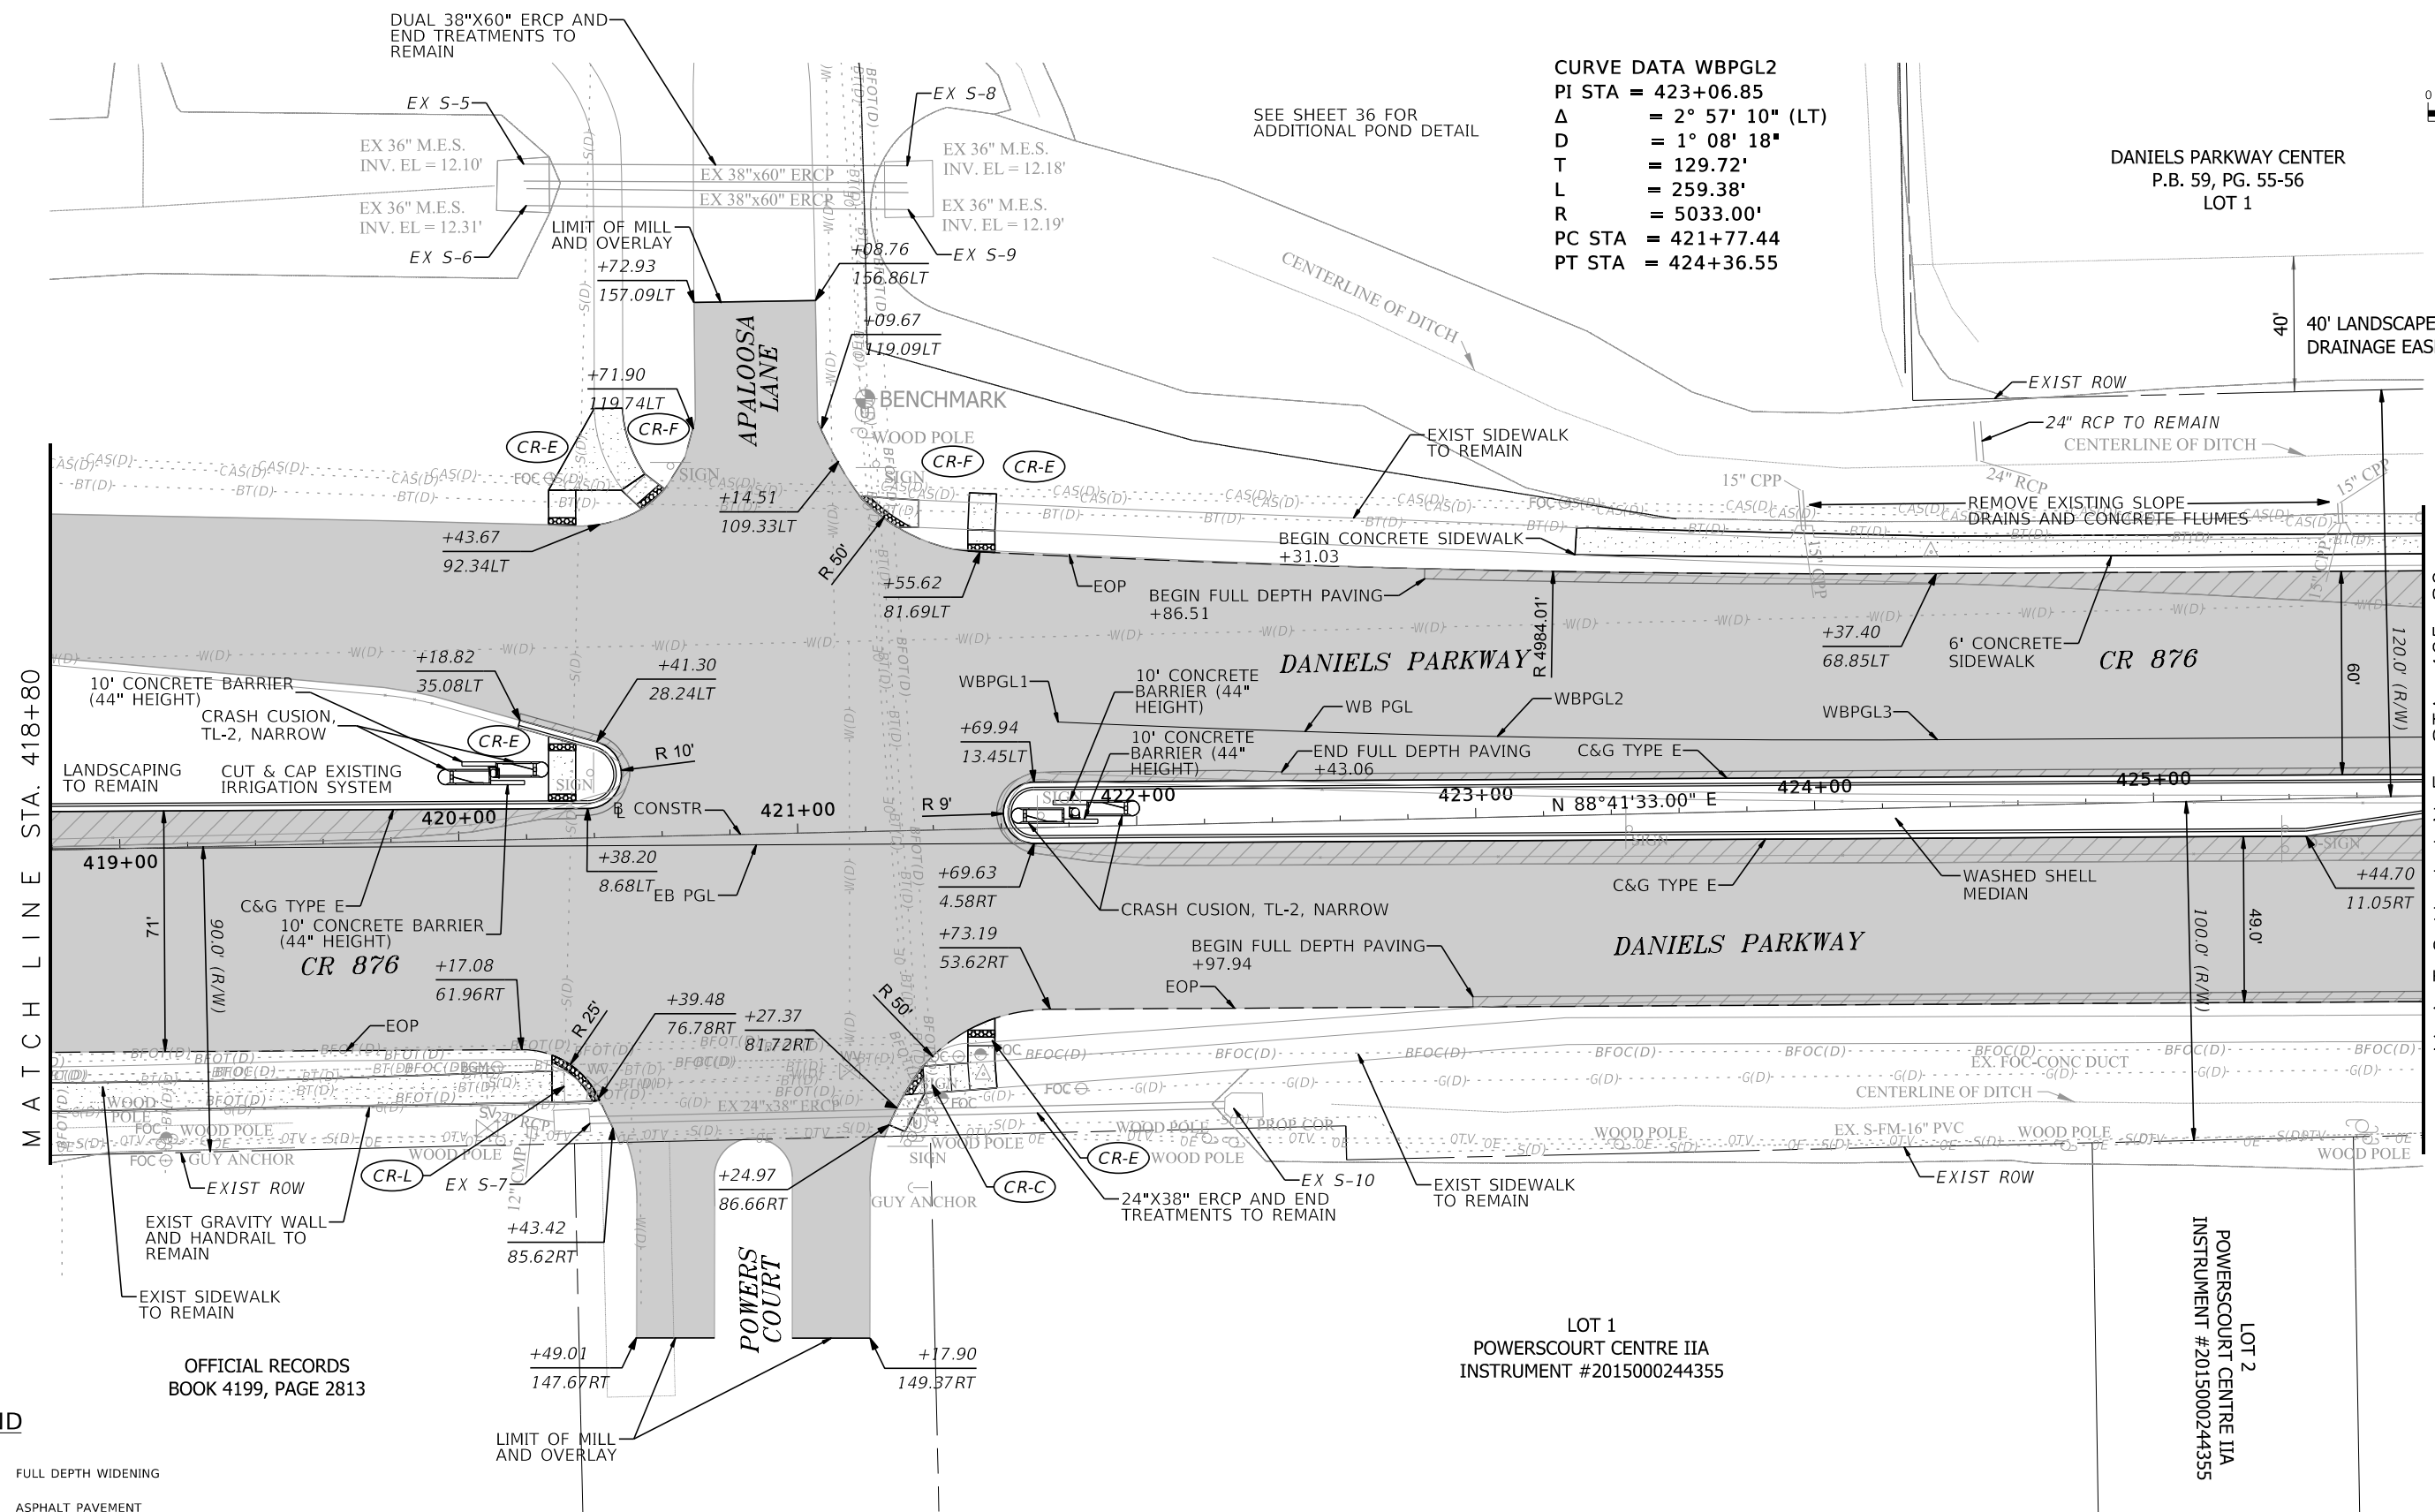 DUAL 38"X60" ERCP AND
END TREATMENTS TO
REMAIN
EX S-5
EX S-8
EX 36" M.E.S.
INV. EL = 12.10'
EX 36" M.E.S.
INV. EL = 12.18'
EX 38"x60" ERCP
EX 38"x60" ERCP
EX 36" M.E.S.
INV. EL = 12.31'
EX 36" M.E.S.
INV. EL = 12.19'
EX S-6
EX S-9
LIMIT OF MILL
AND OVERLAY
+72.93
157.09LT
+08.76
156.86LT
+09.67
119.09LT
+71.90
119.74LT
APALOOSA
LANE
BENCHMARK
WOOD POLE
SIGN
SIGN
CR-E
CR-F
CR-F
CR-E
SEE SHEET 36 FOR
ADDITIONAL POND DETAIL
CURVE DATA WBPGL2
PI STA = 423+06.85
Δ = 2° 57' 10" (LT)
D = 1° 08' 18"
T = 129.72'
L = 259.38'
R = 5033.00'
PC STA = 421+77.44
PT STA = 424+36.55
DANIELS PARKWAY CENTER
P.B. 59, PG. 55-56
LOT 1
CENTERLINE OF DITCH
40'
40' LANDSCAPE
DRAINAGE EAS
EXIST ROW
24" RCP TO REMAIN
CENTERLINE OF DITCH
24" RCP
15" CPP
15" CPP
15" CPP
15" CPP
REMOVE EXISTING SLOPE
DRAINS AND CONCRETE FLUMES
EXIST SIDEWALK
TO REMAIN
BEGIN CONCRETE SIDEWALK
+31.03
+14.51
109.33LT
+43.67
92.34LT
R 50'
+55.62
81.69LT
EOP
BEGIN FULL DEPTH PAVING
+86.51
R 4984.01'
+37.40
68.85LT
6' CONCRETE
SIDEWALK
CR 876
DANIELS PARKWAY
60'
120.0' (R/W)
MATCH LINE STA. 418+80
+18.82
35.08LT
+41.30
28.24LT
10' CONCRETE BARRIER
(44" HEIGHT)
CRASH CUSION,
TL-2, NARROW
CR-E
R 10'
LANDSCAPING
TO REMAIN
CUT & CAP EXISTING
IRRIGATION SYSTEM
SIGN
WBPGL1
10' CONCRETE
BARRIER (44"
HEIGHT)
WB PGL
WBPGL2
WBPGL3
+69.94
13.45LT
10' CONCRETE
BARRIER (44"
HEIGHT)
END FULL DEPTH PAVING
+43.06
C&G TYPE E
R 9'
SIGN
419+00
420+00
421+00
422+00
423+00
424+00
425+00
N 88°41'33.00" E
BL CONSTR
+38.20
8.68LT
EB PGL
+69.63
4.58RT
CRASH CUSION, TL-2, NARROW
SIGN
C&G TYPE E
WASHED SHELL
MEDIAN
+44.70
11.05RT
71'
90.0' (R/W)
C&G TYPE E
10' CONCRETE BARRIER
(44" HEIGHT)
CR 876
+17.08
61.96RT
+73.19
53.62RT
BEGIN FULL DEPTH PAVING
+97.94
EOP
DANIELS PARKWAY
100.0' (R/W)
49.0'
EOP
R 25'
+39.48
76.78RT
+27.37
81.72RT
R 50'
EX. FOC-CONC DUCT
CENTERLINE OF DITCH
EX 24"x38" ERCP
24" RCP
12" CMP
WOOD
POLE
WOOD POLE
GUY ANCHOR
WOOD POLE
WOOD POLE
SIGN
WOOD POLE
WOOD POLE
PROP COR
WOOD POLE
EX. S-FM-16" PVC
WOOD POLE
WOOD POLE
EXIST ROW
CR-L
EX S-7
+24.97
86.66RT
CR-C
CR-E
EX S-10
GUY ANCHOR
24"X38" ERCP AND END
TREATMENTS TO REMAIN
EXIST SIDEWALK
TO REMAIN
EXIST ROW
EXIST GRAVITY WALL
AND HANDRAIL TO
REMAIN
+43.42
85.62RT
EXIST SIDEWALK
TO REMAIN
POWERS
COURT
+49.01
147.67RT
+17.90
149.37RT
LIMIT OF MILL
AND OVERLAY
OFFICIAL RECORDS
BOOK 4199, PAGE 2813
LOT 1
POWERSCOURT CENTRE IIA
INSTRUMENT #2015000244355
LOT 2
POWERSCOURT CENTRE IIA
INSTRUMENT #2015000244355
FULL DEPTH WIDENING
ASPHALT PAVEMENT